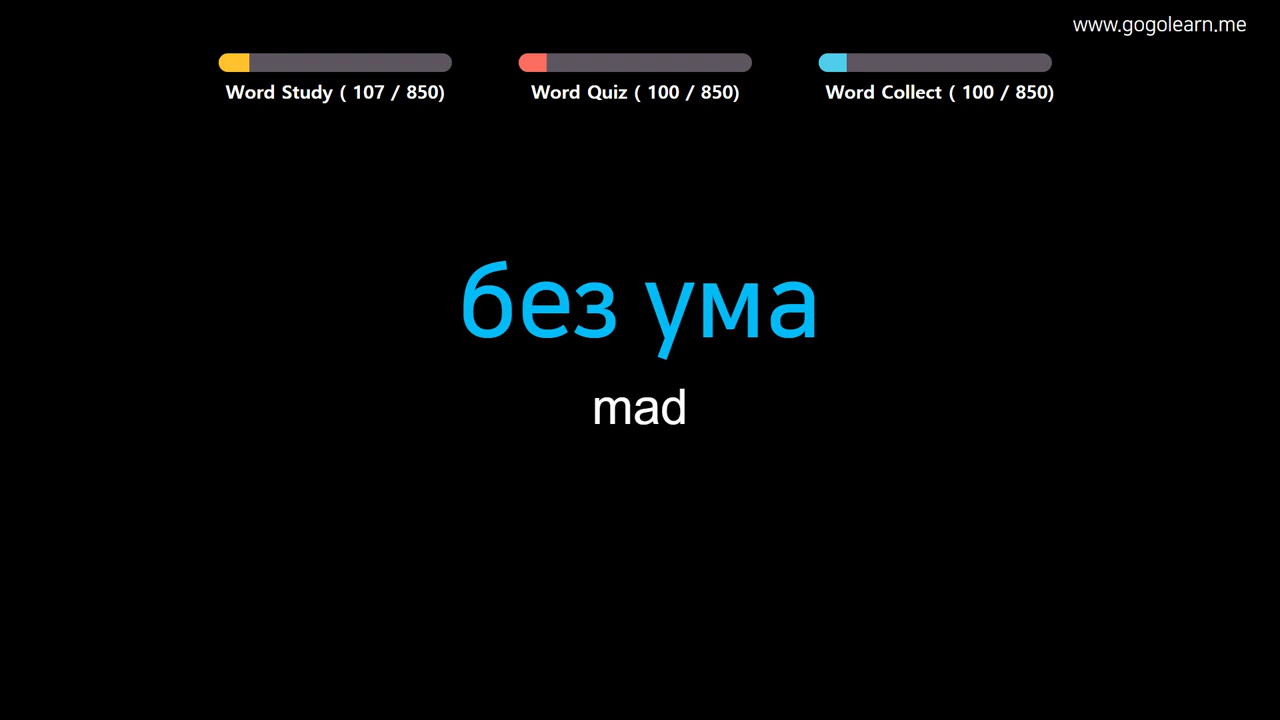 www.gogolearn.me
Word Study ( 107 / 850)
Word Quiz ( 100 / 850)
Word Collect ( 100 / 850)
без ума
mad